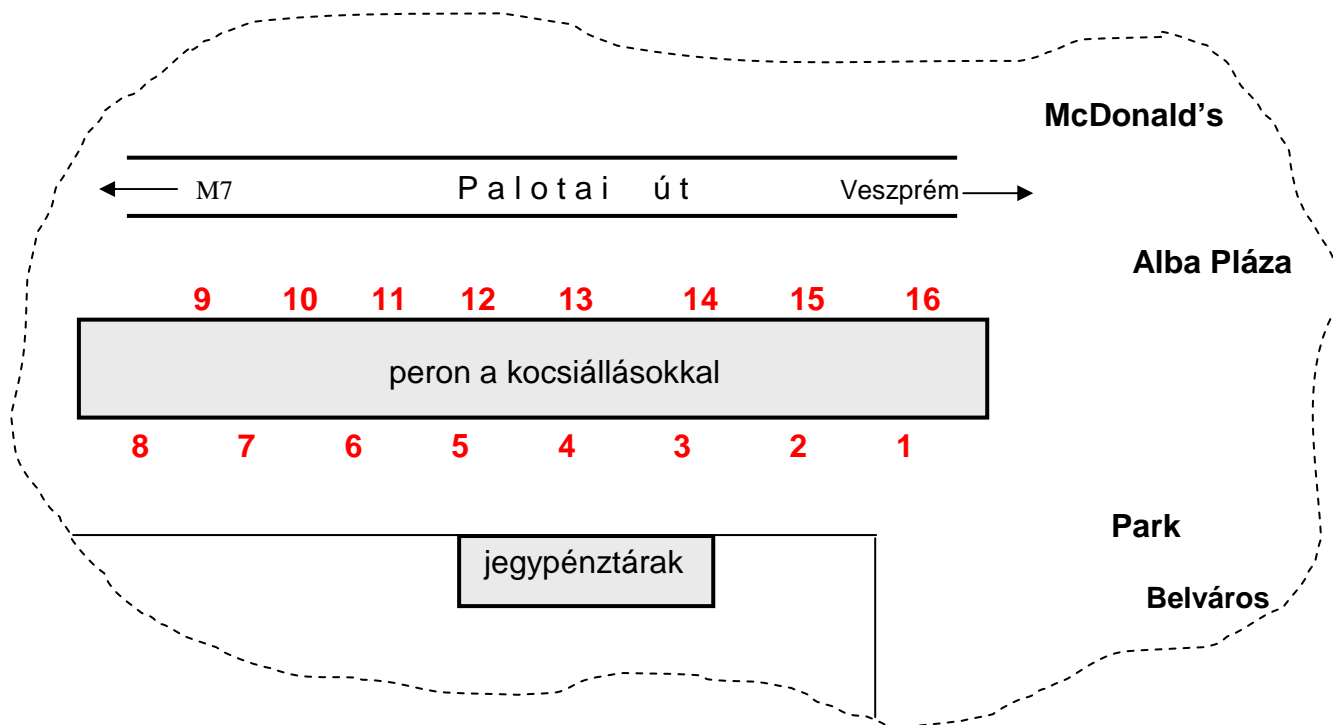 McDonald's
M7 Palotai út Veszprém
Alba Pláza
9 10 11 12 13 14 15 16
peron a kocsiállásokkal
8 7 6 5 4 3 2 1
Park
jegypénztárak
Belváros